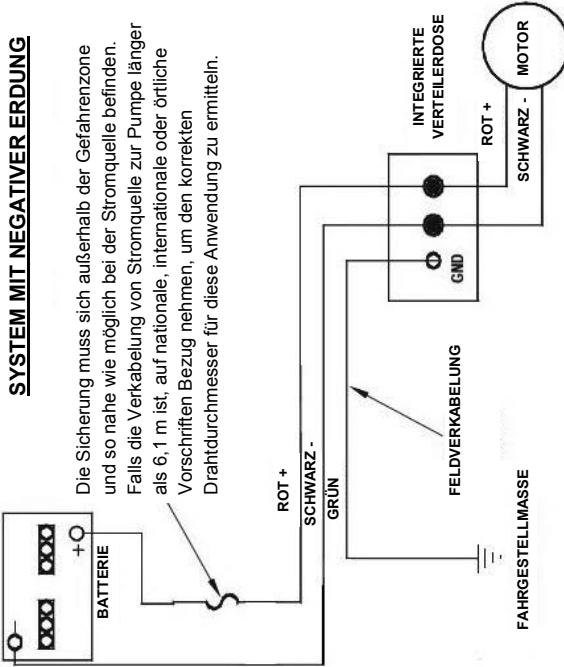 SYSTEM MIT NEGATIVER ERDUNG
Die Sicherung muss sich außerhalb der Gefahrenzone
und so nahe wie möglich bei der Stromquelle befinden.
Falls die Verkabelung von Stromquelle zur Pumpe länger
als 6,1 m ist, auf nationale, internationale oder örtliche
Vorschriften Bezug nehmen, um den korrekten
Drahtdurchmesser für diese Anwendung zu ermitteln.
-
+
BATTERIE
ROT +
SCHWARZ -
GRÜN
INTEGRIERTE
VERTEILERDOSE
GND
ROT +
SCHWARZ -
MOTOR
FELDVERKABELUNG
FAHRGESTELLMASSE